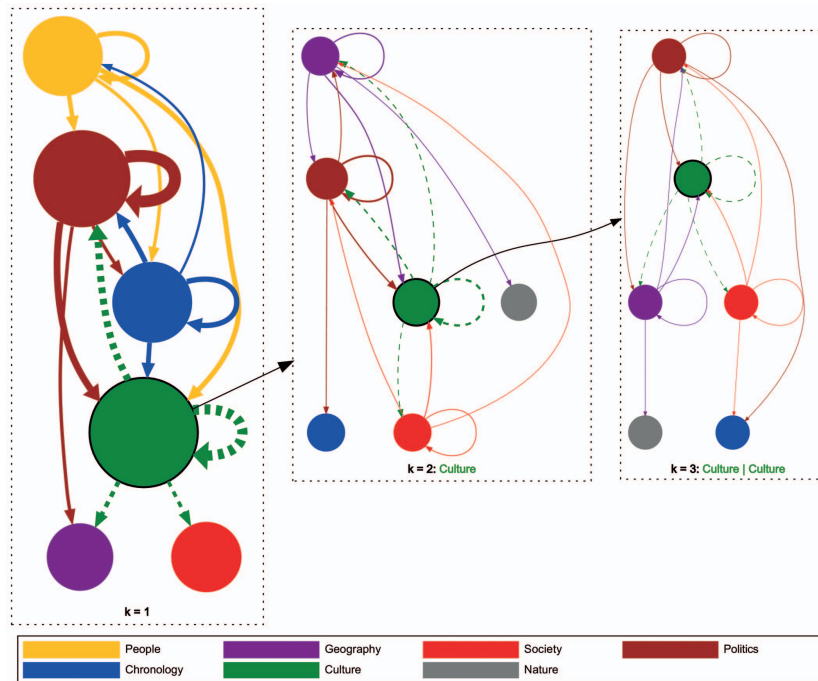 k = 1
k = 2: Culture
k = 3: Culture | Culture
People Geography Society Politics
Chronology Culture Nature